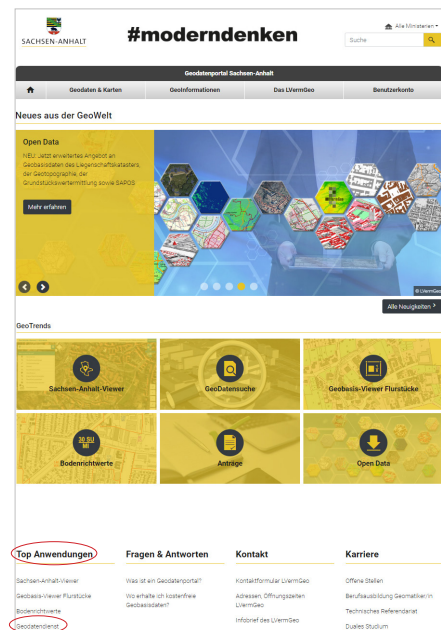 SACHSEN-ANHALT
#moderndenken
Alle Ministerien
Suche
Geodatenportal Sachsen-Anhalt
Geodaten & Karten
GeoInformationen
Das LVermGeo
Benutzerkonto
Neues aus der GeoWelt
Open Data
NEU: Jetzt erweitertes Angebot an
Geobasisdaten des Liegenschaftskatasters,
der Geotopographie, der
Grundstückswertermittlung sowie SAPOS
Mehr erfahren
© LVermGeo
Alle Neuigkeiten
GeoTrends
Sachsen-Anhalt-Viewer
GeoDatensuche
Geobasis-Viewer Flurstücke
Bodenrichtwerte
Anträge
Open Data
Top Anwendungen
Sachsen-Anhalt-Viewer
Geobasis-Viewer Flurstücke
Bodenrichtwerte
Geodatendienst
Fragen & Antworten
Was ist ein Geodatenportal?
Wo erhalte ich kostenfreie
Geobasisdaten?
Kontakt
Kontaktformular LVermGeo
Adressen, Öffnungszeiten
LVermGeo
Infobrief des LVermGeo
Karriere
Offene Stellen
Berufsausbildung Geomatiker/in
Technisches Referendariat
Duales Studium